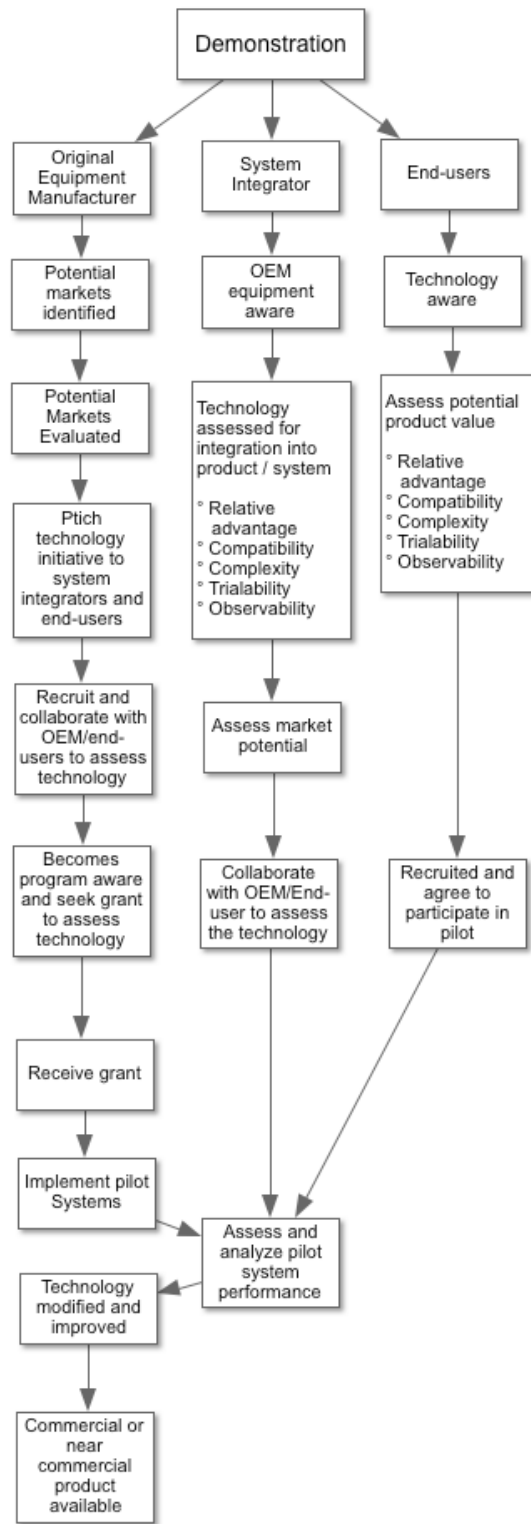 Demonstration
Original
Equipment
Manufacturer
System
Integrator
End-users
Potential
markets
identified
OEM
equipment
aware
Technology
aware
Potential
Markets
Evaluated
Technology
assessed for
integration into
product / system
° Relative
advantage
° Compatibility
° Complexity
° Trialability
° Observability
Assess potential
product value
° Relative
advantage
° Compatibility
° Complexity
° Trialability
° Observability
Ptich
technology
initiative to
system
integrators and
end-users
Recruit and
collaborate with
OEM/end-
users to assess
technology
Assess market
potential
Becomes
program aware
and seek grant
to assess
technology
Collaborate
with OEM/End-
user to assess
the technology
Recruited and
agree to
participate in
pilot
Receive grant
Implement pilot
Systems
Assess and
analyze pilot
system
performance
Technology
modified and
improved
Commercial or
near
commercial
product
available